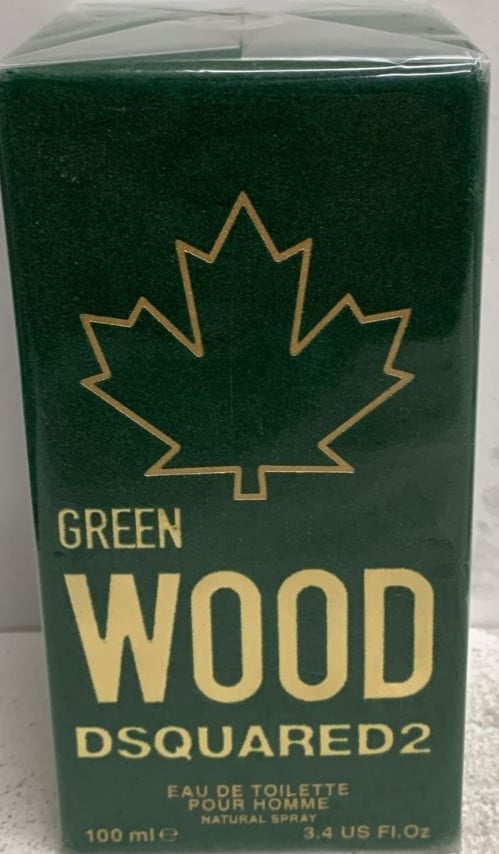 GREEN
WOOD
DSQUARED2
EAU DE TOILETTE
POUR HOMME
NATURAL SPRAY
100 ml ℮ 3.4 US Fl.Oz